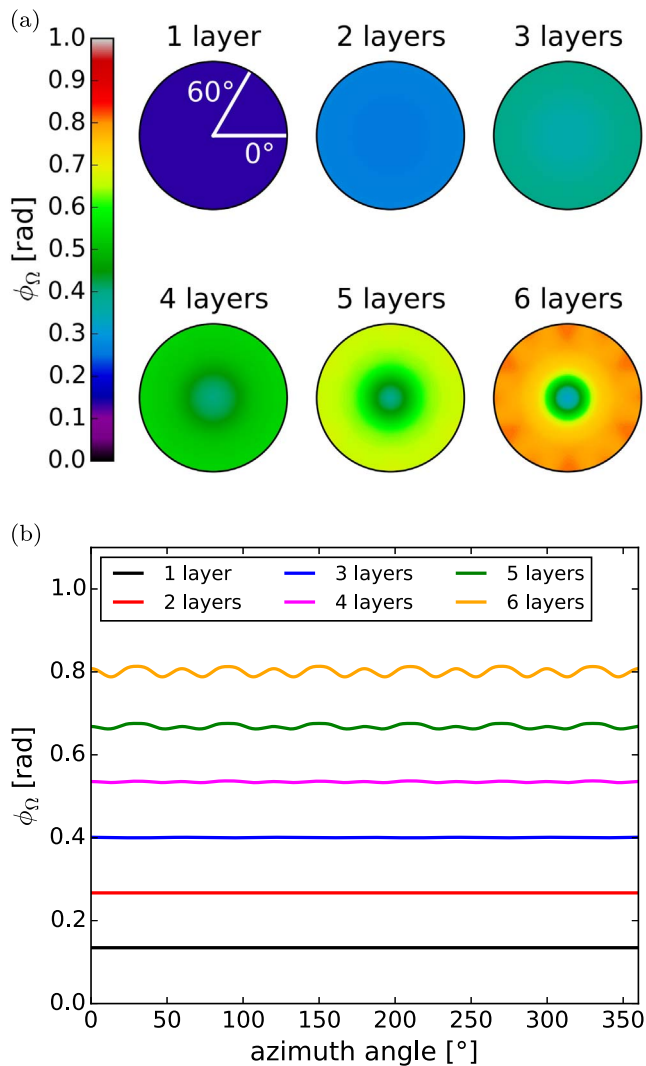 (a)
1.0
0.9
0.8
0.7
0.6
0.5
0.4
0.3
0.2
0.1
0.0
ϕ_Ω [rad]
1 layer 2 layers 3 layers
60°
0°
4 layers 5 layers 6 layers
(b)
1 layer 3 layers 5 layers
2 layers 4 layers 6 layers
1.0
0.8
0.6
0.4
0.2
0.0
ϕ_Ω [rad]
0 50 100 150 200 250 300 350
azimuth angle [°]